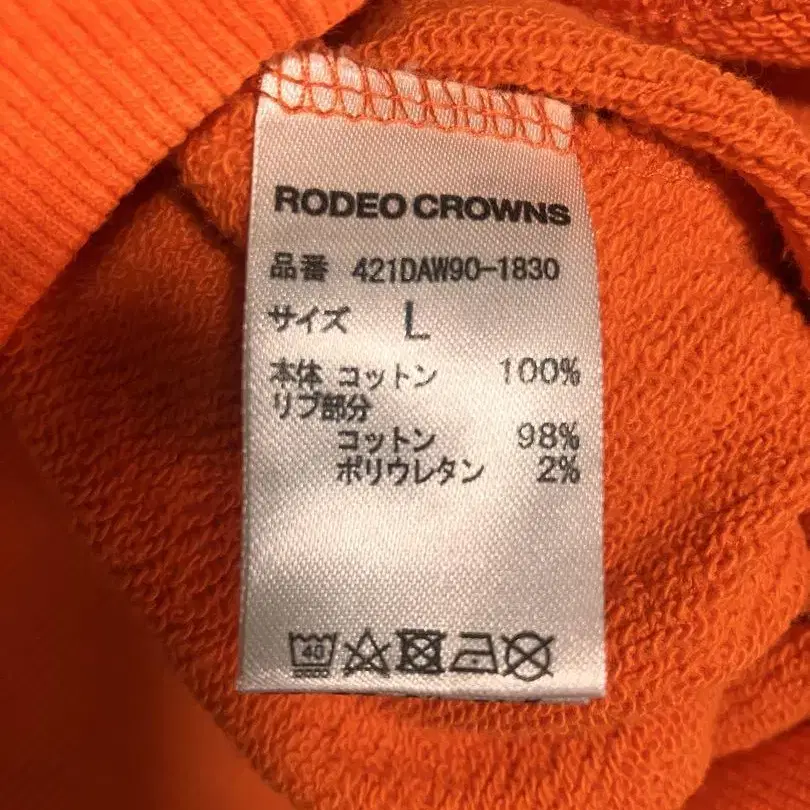 RODEO CROWNS
品番 421DAW90-1830
サイズ L
本体 コットン 100%
リブ部分
コットン 98%
ポリウレタン 2%
40